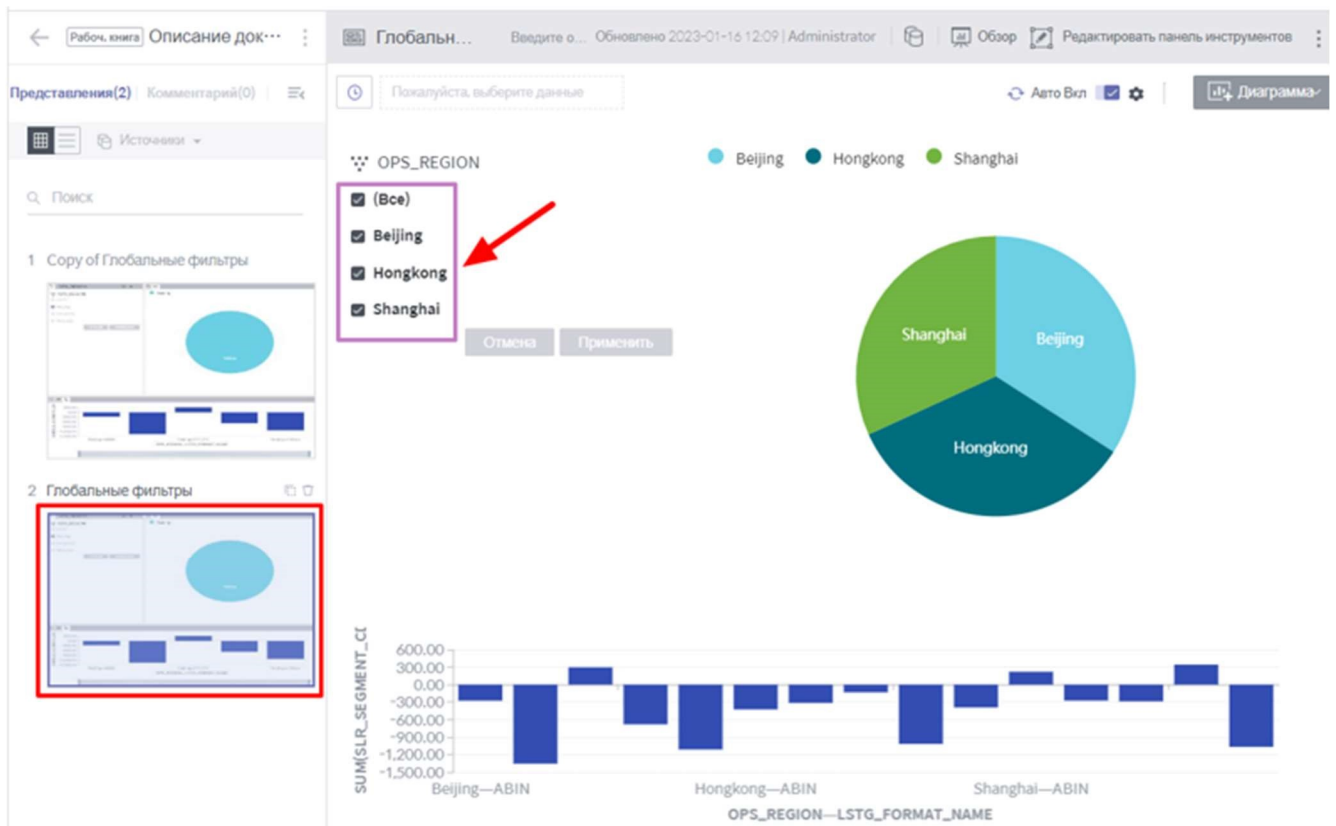 Рабоч. книга Описание док···
Глобальн... Введите о... Обновлено 2023-01-16 12:09 | Administrator Обзор Редактировать панель инструментов
Представления(2) Комментарий(0)
Пожалуйста, выберите данные
Авто Вкл Диаграмма
Источники
Поиск
1 Copy of Глобальные фильтры
2 Глобальные фильтры
OPS_REGION
(Все)
Beijing
Hongkong
Shanghai
Отмена Применить
Beijing Hongkong Shanghai
Shanghai Beijing
Hongkong
SUM(SLR_SEGMENT_CD
600.00
300.00
0.00
-300.00
-600.00
-900.00
-1,200.00
-1,500.00
Beijing—ABIN Hongkong—ABIN Shanghai—ABIN
OPS_REGION—LSTG_FORMAT_NAME